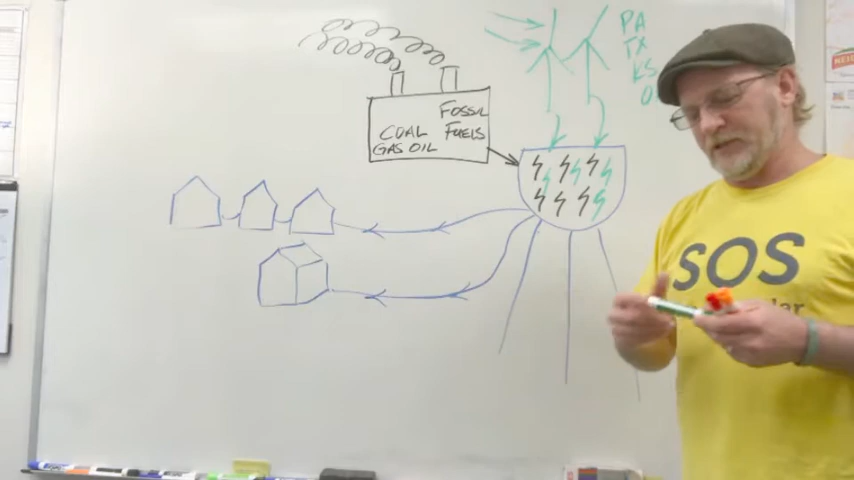 PA
TX
KS
FOSSIL
COAL FUELS
GAS OIL
SOS